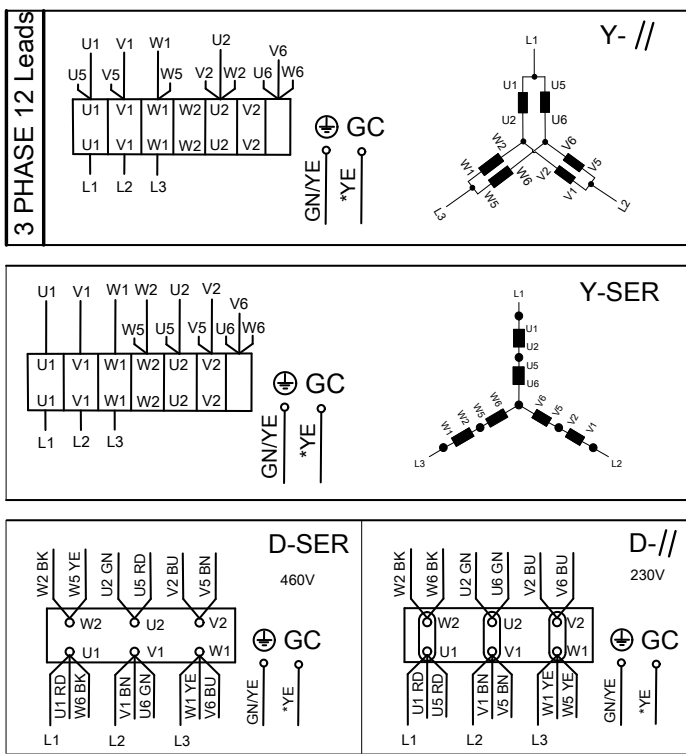 3 PHASE 12 Leads
Y- //
U1 V1 W1 U2 V6
U5 V5 W5 V2 W2 U6 W6
U1 V1 W1 W2 U2 V2
U1 V1 W1 W2 U2 V2
L1 L2 L3
GC
GN/YE *YE
L1
U1 U5
U2 U6
W2 V6
W1 W6 V2 V5
W5 V1
L3 L2
Y-SER
U1 V1 W1 W2 U2 V2 V6
W5 U5 V5 U6 W6
U1 V1 W1 W2 U2 V2
U1 V1 W1 W2 U2 V2
L1 L2 L3
GC
GN/YE *YE
L1
U1
U2
U5
U6
W1 W2 W5 W6 V6 V5 V2 V1
L3 L2
D-SER
460V
W2 BK W5 YE U2 GN U5 RD V2 BU V5 BN
W2 U2 V2
U1 V1 W1
U1 RD W6 BK V1 BN U6 GN W1 YE V6 BU
L1 L2 L3
GC
GN/YE *YE
D-//
230V
W2 BK W6 BK U2 GN U6 GN V2 BU V6 BU
W2 U2 V2
U1 V1 W1
U1 RD U5 RD V1 BN V5 BN W1 YE W5 YE
L1 L2 L3
GC
GN/YE *YE